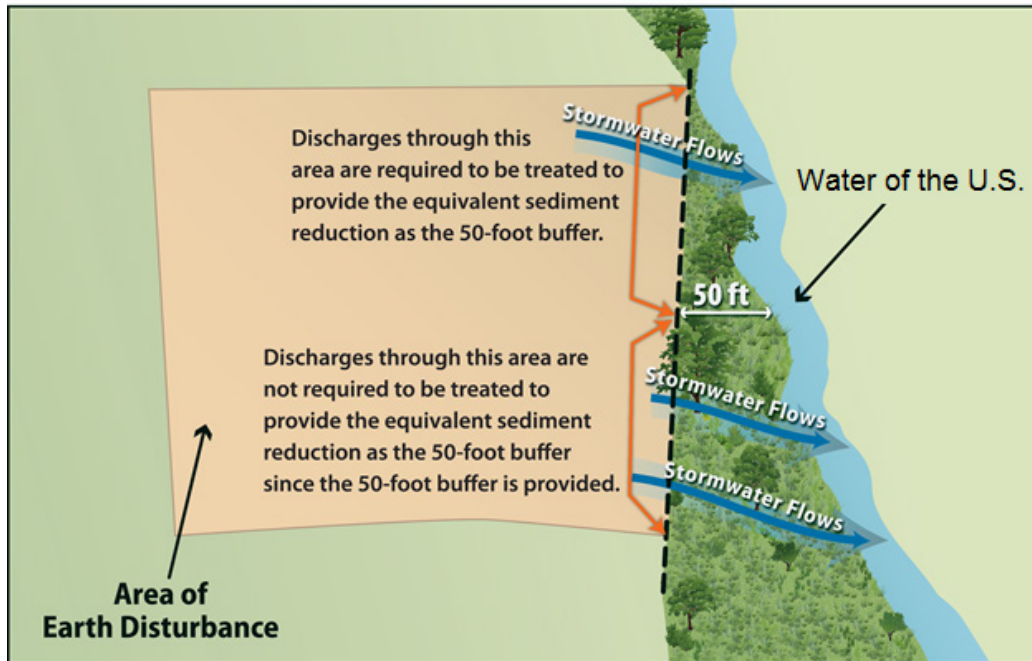 Stormwater Flows
Discharges through this
area are required to be treated to
provide the equivalent sediment
reduction as the 50-foot buffer.
Water of the U.S.
50 ft
Discharges through this area are
not required to be treated to
provide the equivalent sediment
reduction as the 50-foot buffer
since the 50-foot buffer is provided.
Stormwater Flows
Stormwater Flows
Area of
Earth Disturbance